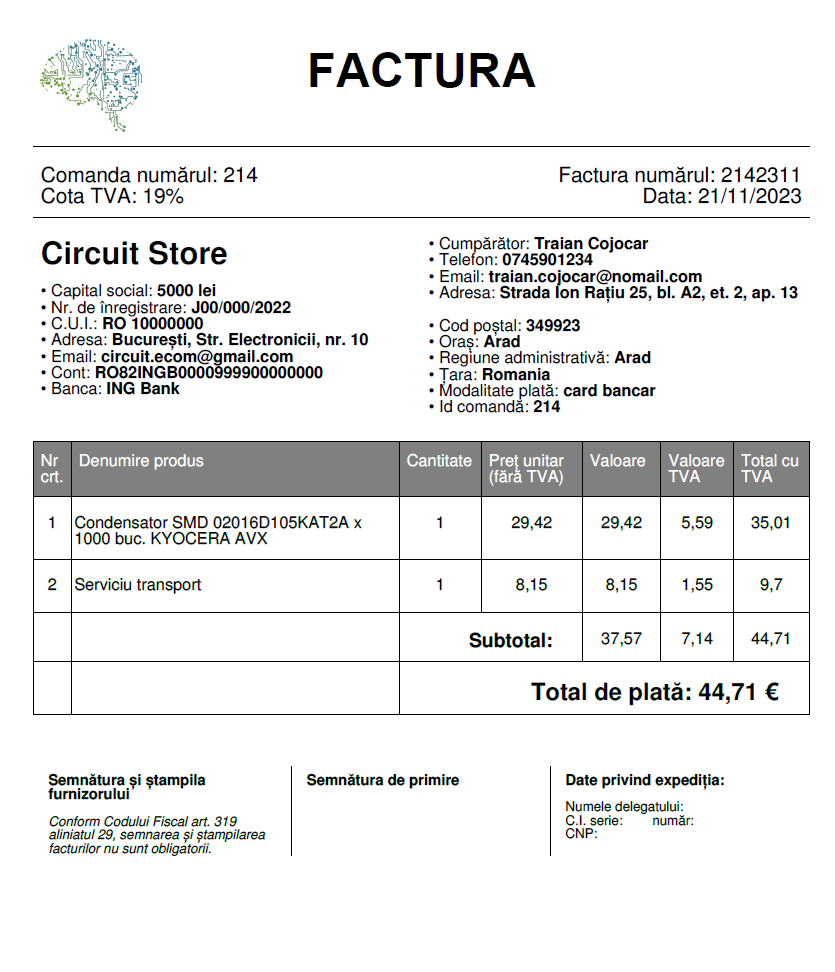 FACTURA
Comanda numărul: 214
Cota TVA: 19%
Factura numărul: 2142311
Data: 21/11/2023
Circuit Store
• Capital social: 5000 lei
• Nr. de înregistrare: J00/000/2022
• C.U.I.: RO 10000000
• Adresa: București, Str. Electronicii, nr. 10
• Email: circuit.ecom@gmail.com
• Cont: RO82INGB0000999900000000
• Banca: ING Bank
• Cumpărător: Traian Cojocar
• Telefon: 0745901234
• Email: traian.cojocar@nomail.com
• Adresa: Strada Ion Rațiu 25, bl. A2, et. 2, ap. 13
• Cod poștal: 349923
• Oraș: Arad
• Regiune administrativă: Arad
• Țara: Romania
• Modalitate plată: card bancar
• Id comandă: 214
Nr crt. Denumire produs Cantitate Preț unitar (fără TVA) Valoare Valoare TVA Total cu TVA
1 Condensator SMD 02016D105KAT2A x 1 29,42 29,42 5,59 35,01
1000 buc. KYOCERA AVX
2 Serviciu transport 1 8,15 8,15 1,55 9,7
Subtotal: 37,57 7,14 44,71
Total de plată: 44,71 €
Semnătura și ștampila
furnizorului
Conform Codului Fiscal art. 319
aliniatul 29, semnarea și ștampilarea
facturilor nu sunt obligatorii.
Semnătura de primire
Date privind expediția:
Numele delegatului:
C.I. serie: număr:
CNP: